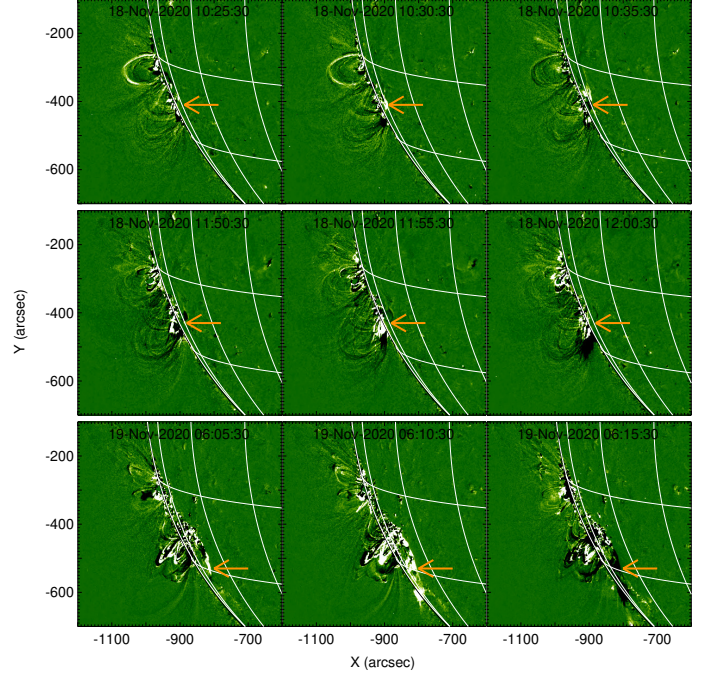 18-Nov-2020 10:25:30 18-Nov-2020 10:30:30 18-Nov-2020 10:35:30
-200
-400
-600
18-Nov-2020 11:50:30 18-Nov-2020 11:55:30 18-Nov-2020 12:00:30
-200
-400
-600
Y (arcsec)
19-Nov-2020 06:05:30 19-Nov-2020 06:10:30 19-Nov-2020 06:15:30
-200
-400
-600
-1100 -900 -700 -1100 -900 -700 -1100 -900 -700
X (arcsec)